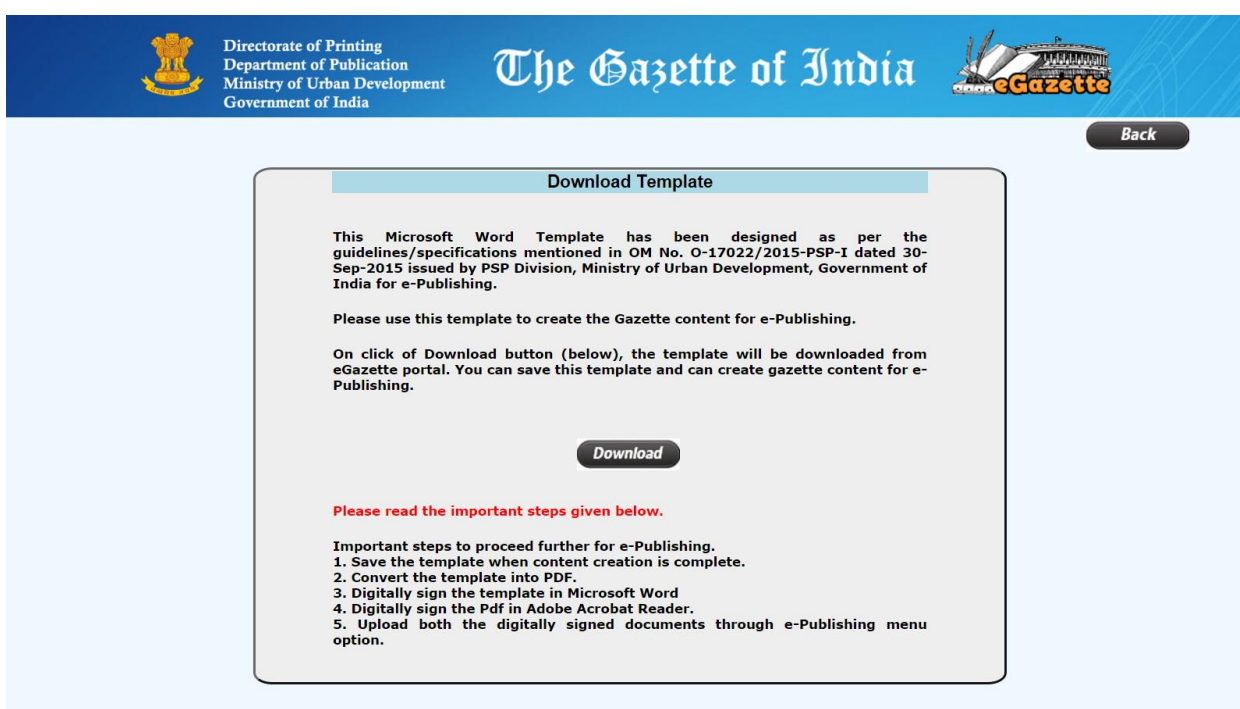 Directorate of Printing
Department of Publication
Ministry of Urban Development
Government of India
The Gazette of India
eGazette
Back
Download Template
This Microsoft Word Template has been designed as per the
guidelines/specifications mentioned in OM No. O-17022/2015-PSP-I dated 30-
Sep-2015 issued by PSP Division, Ministry of Urban Development, Government of
India for e-Publishing.
Please use this template to create the Gazette content for e-Publishing.
On click of Download button (below), the template will be downloaded from
eGazette portal. You can save this template and can create gazette content for e-
Publishing.
Download
Please read the important steps given below.
Important steps to proceed further for e-Publishing.
1. Save the template when content creation is complete.
2. Convert the template into PDF.
3. Digitally sign the template in Microsoft Word
4. Digitally sign the Pdf in Adobe Acrobat Reader.
5. Upload both the digitally signed documents through e-Publishing menu
option.